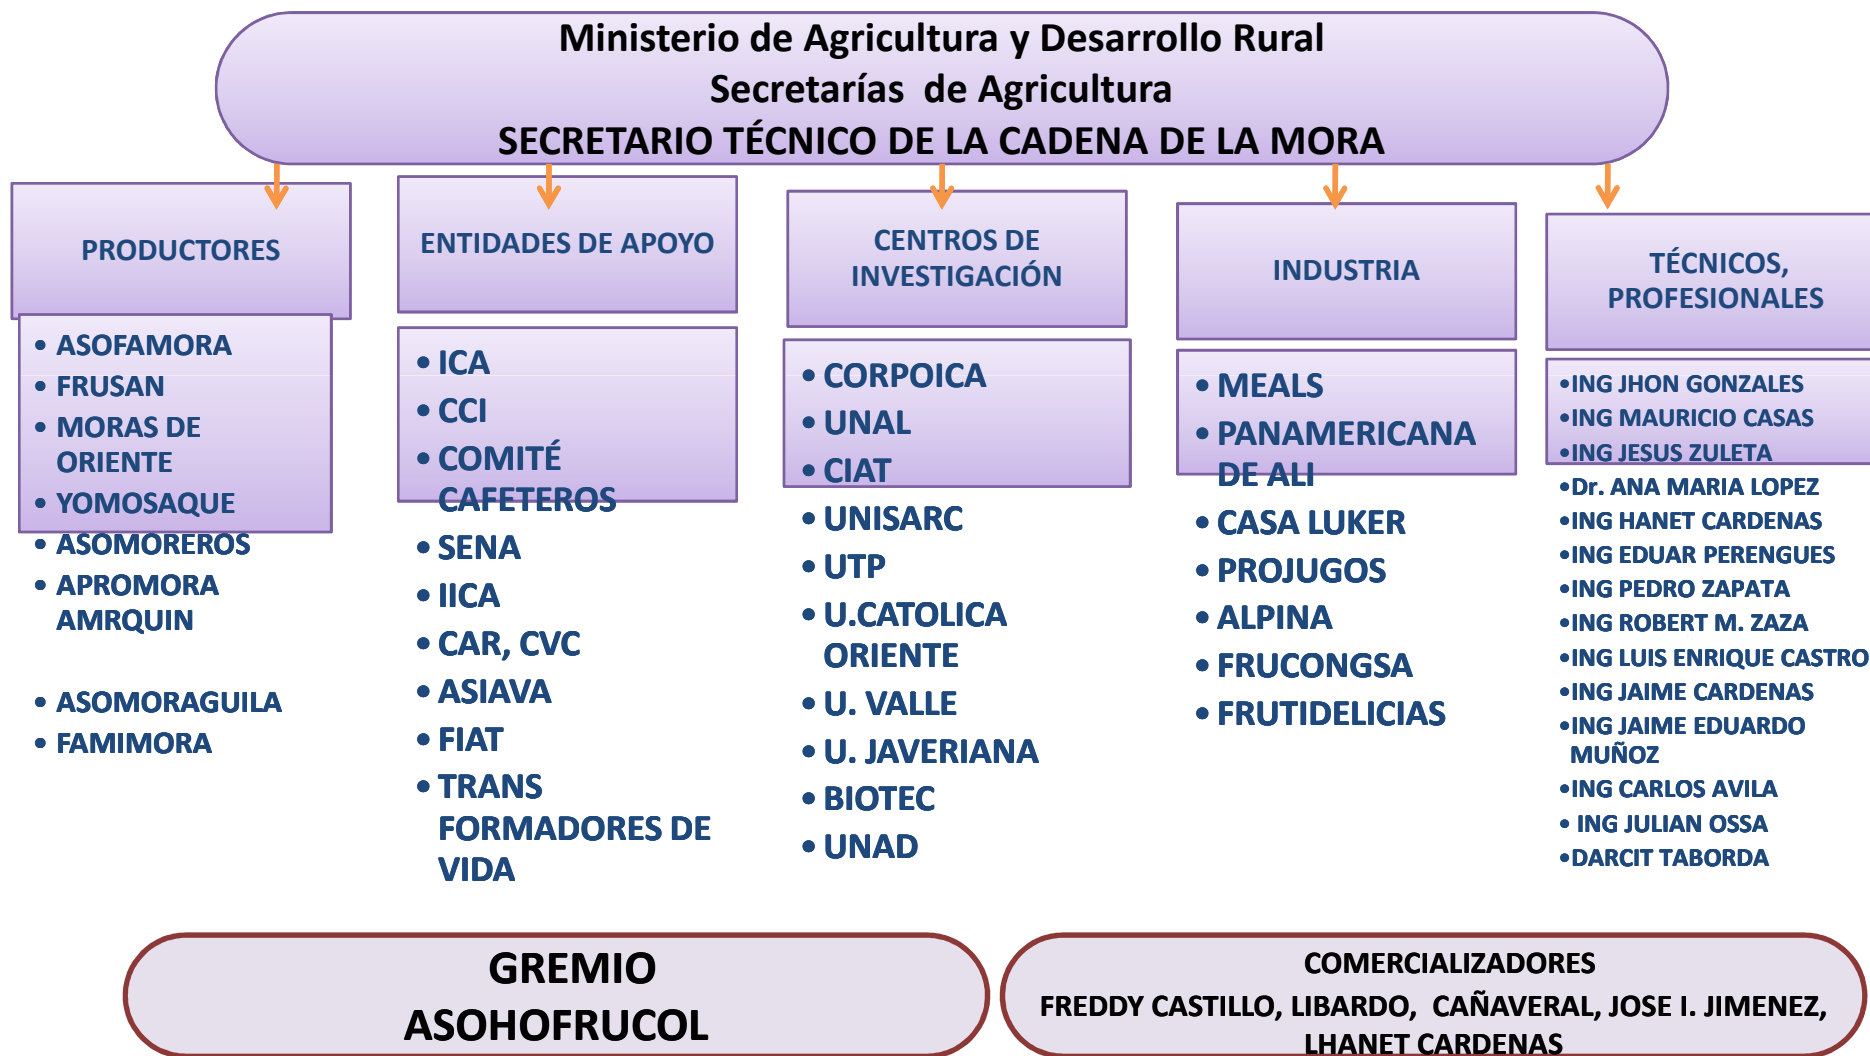 Ministerio de Agricultura y Desarrollo Rural
Secretarías de Agricultura
SECRETARIO TÉCNICO DE LA CADENA DE LA MORA
PRODUCTORES
• ASOFAMORA
• FRUSAN
• MORAS DE
ORIENTE
• YOMOSAQUE
• ASOMOREROS
• APROMORA
AMRQUIN
• ASOMORAGUILA
• FAMIMORA
ENTIDADES DE APOYO
• ICA
• CCI
• COMITÉ
CAFETEROS
• SENA
• IICA
• CAR, CVC
• ASIAVA
• FIAT
• TRANS
FORMADORES DE
VIDA
CENTROS DE
INVESTIGACIÓN
• CORPOICA
• UNAL
• CIAT
• UNISARC
• UTP
• U.CATOLICA
ORIENTE
• U. VALLE
• U. JAVERIANA
• BIOTEC
• UNAD
INDUSTRIA
• MEALS
• PANAMERICANA
DE ALI
• CASA LUKER
• PROJUGOS
• ALPINA
• FRUCONGSA
• FRUTIDELICIAS
TÉCNICOS,
PROFESIONALES
•ING JHON GONZALES
•ING MAURICIO CASAS
•ING JESUS ZULETA
•Dr. ANA MARIA LOPEZ
•ING HANET CARDENAS
•ING EDUAR PERENGUES
•ING PEDRO ZAPATA
•ING ROBERT M. ZAZA
•ING LUIS ENRIQUE CASTRO
•ING JAIME CARDENAS
•ING JAIME EDUARDO
MUÑOZ
•ING CARLOS AVILA
• ING JULIAN OSSA
•DARCIT TABORDA
GREMIO
ASOHOFRUCOL
COMERCIALIZADORES
FREDDY CASTILLO, LIBARDO, CAÑAVERAL, JOSE I. JIMENEZ,
LHANET CARDENAS